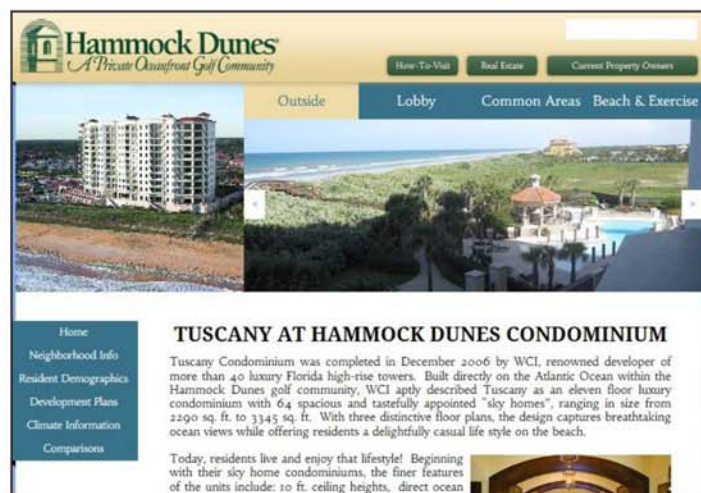 Hammock Dunes®
A Private Oceanfront Golf Community
How-To-Visit
Real Estate
Current Property Owners
Outside
Lobby
Common Areas
Beach & Exercise
<
>
Home
Neighborhood Info
Resident Demographics
Development Plans
Climate Information
Comparisons
TUSCANY AT HAMMOCK DUNES CONDOMINIUM
Tuscany Condominium was completed in December 2006 by WCI, renowned developer of
more than 40 luxury Florida high-rise towers. Built directly on the Atlantic Ocean within the
Hammock Dunes golf community, WCI aptly described Tuscany as an eleven floor luxury
condominium with 64 spacious and tastefully appointed "sky homes", ranging in size from
2290 sq. ft. to 3345 sq. ft. With three distinctive floor plans, the design captures breathtaking
ocean views while offering residents a delightfully casual life style on the beach.
Today, residents live and enjoy that lifestyle! Beginning
with their sky home condominiums, the finer features
of the units include: 10 ft. ceiling heights, direct ocean